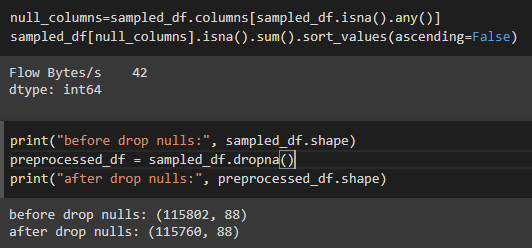 null_columns=sampled_df.columns[sampled_df.isna().any()]
sampled_df[null_columns].isna().sum().sort_values(ascending=False)
Flow Bytes/s    42
dtype: int64
print("before drop nulls:", sampled_df.shape)
preprocessed_df = sampled_df.dropna()
print("after drop nulls:", preprocessed_df.shape)
before drop nulls: (115802, 88)
after drop nulls: (115760, 88)